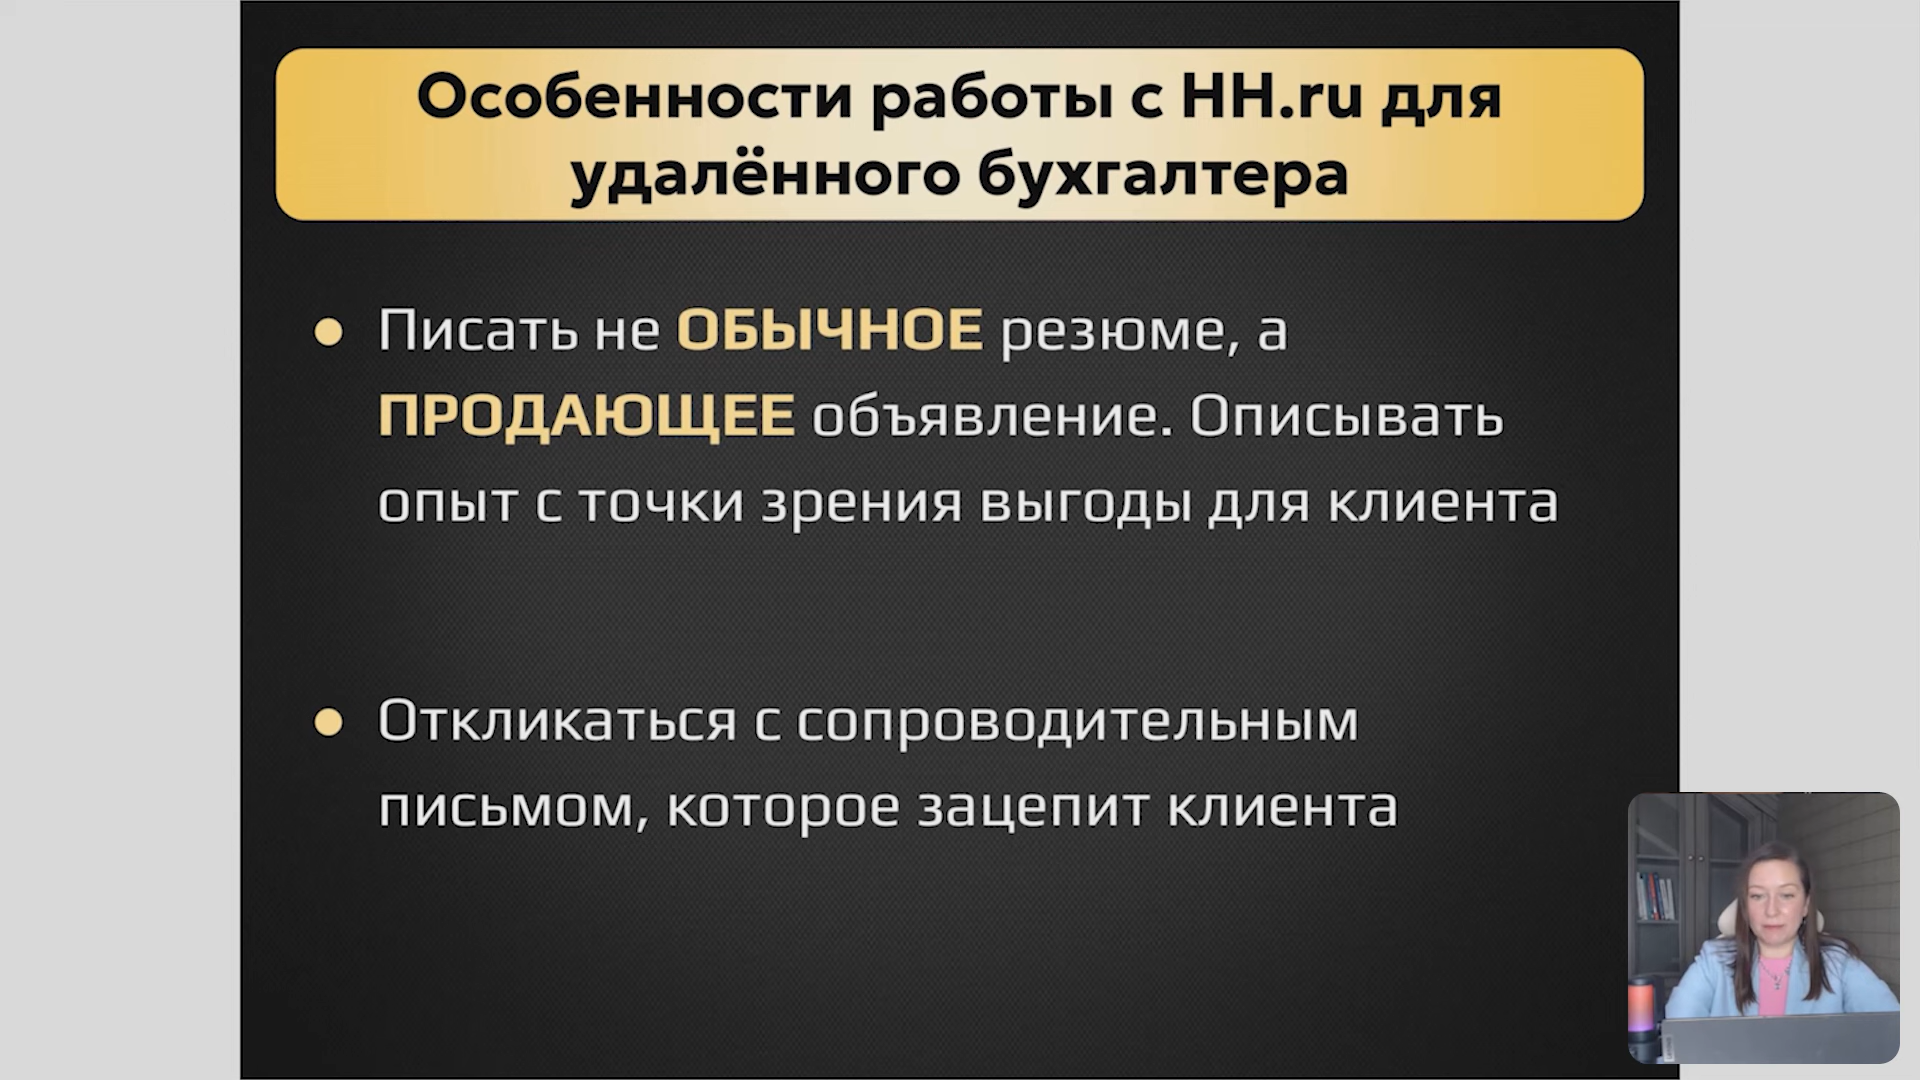 Особенности работы с HH.ru для
удалённого бухгалтера
Писать не ОБЫЧНОЕ резюме, а
ПРОДАЮЩЕЕ объявление. Описывать
опыт с точки зрения выгоды для клиента
Откликаться с сопроводительным
письмом, которое зацепит клиента